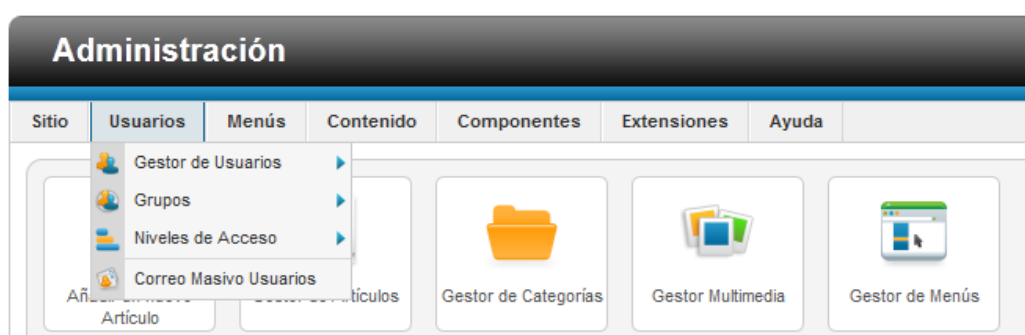 Administración
Sitio Usuarios Menús Contenido Componentes Extensiones Ayuda
Gestor de Usuarios
Grupos
Niveles de Acceso
Correo Masivo Usuarios
Artículo
Gestor de Categorías
Gestor Multimedia
Gestor de Menús